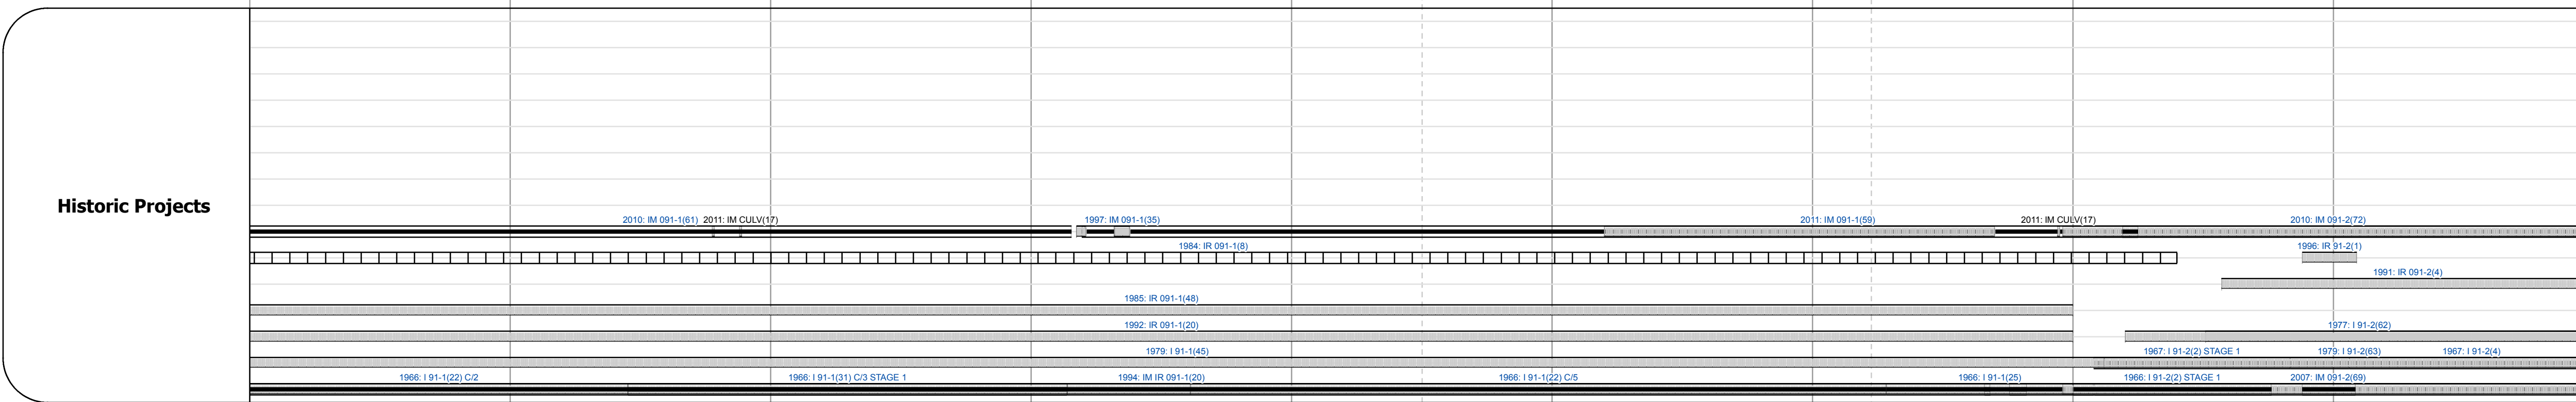 Historic Projects
2010: IM 091-1(61) 2011: IM CULV(17) 1997: IM 091-1(35) 2011: IM 091-1(59) 2011: IM CULV(17) 2010: IM 091-2(72)
1984: IR 091-1(8) 1996: IR 91-2(1)
1991: IR 091-2(4)
1985: IR 091-1(48)
1992: IR 091-1(20) 1977: I 91-2(62)
1979: I 91-1(45) 1967: I 91-2(2) STAGE 1 1979: I 91-2(63) 1967: I 91-2(4)
1966: I 91-1(22) C/2 1966: I 91-1(31) C/3 STAGE 1 1994: IM IR 091-1(20) 1966: I 91-1(22) C/5 1966: I 91-1(25) 1966: I 91-2(2) STAGE 1 2007: IM 091-2(69)